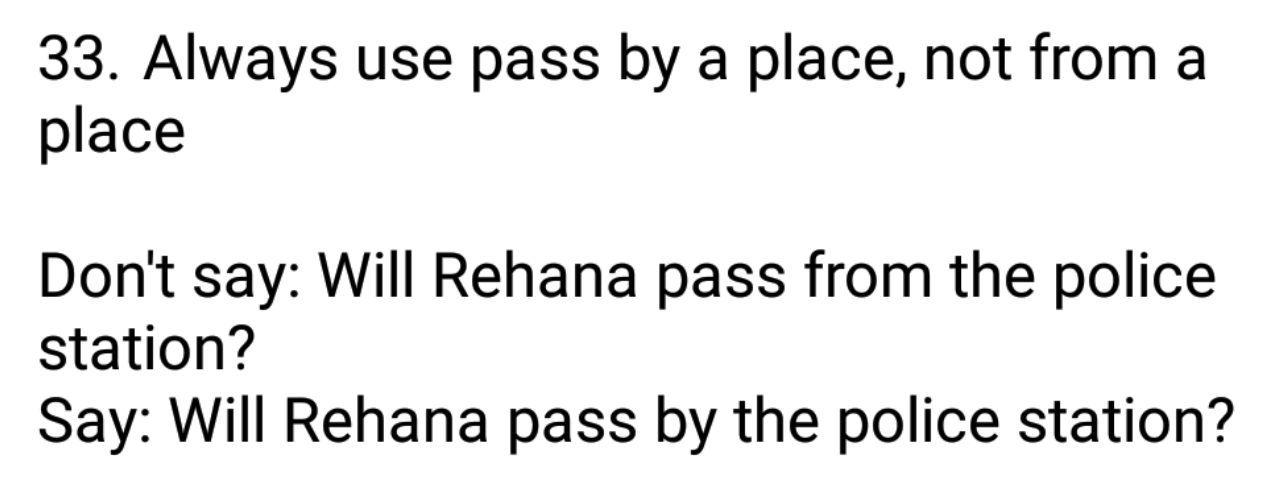 33. Always use pass by a place, not from a
place
Don't say: Will Rehana pass from the police
station?
Say: Will Rehana pass by the police station?